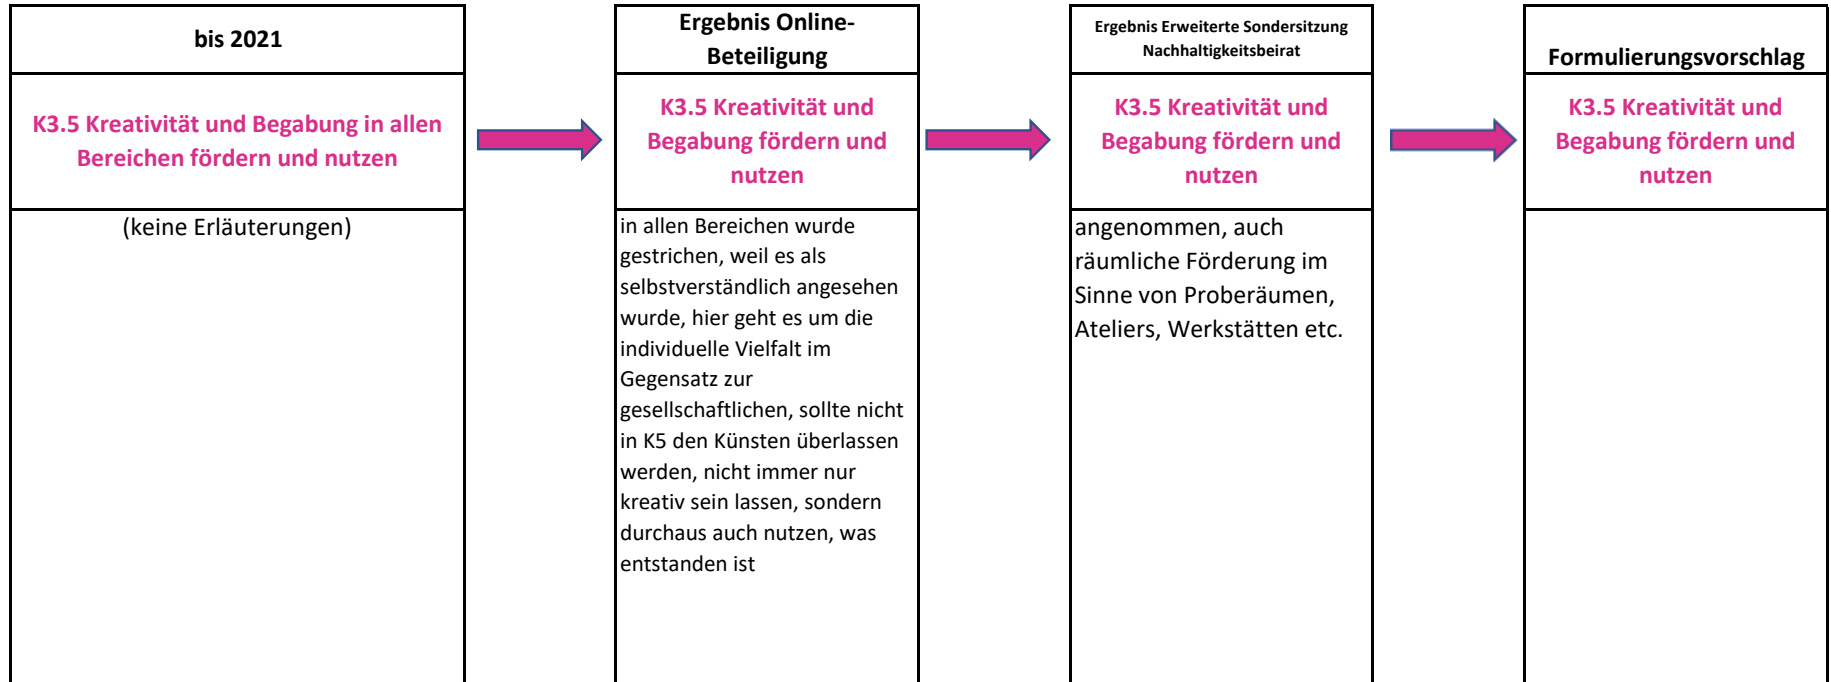 bis 2021
K3.5 Kreativität und Begabung in allen
Bereichen fördern und nutzen
(keine Erläuterungen)
Ergebnis Online-
Beteiligung
K3.5 Kreativität und
Begabung fördern und
nutzen
in allen Bereichen wurde
gestrichen, weil es als
selbstverständlich angesehen
wurde, hier geht es um die
individuelle Vielfalt im
Gegensatz zur
gesellschaftlichen, sollte nicht
in K5 den Künsten überlassen
werden, nicht immer nur
kreativ sein lassen, sondern
durchaus auch nutzen, was
entstanden ist
Ergebnis Erweiterte Sondersitzung
Nachhaltigkeitsbeirat
K3.5 Kreativität und
Begabung fördern und
nutzen
angenommen, auch
räumliche Förderung im
Sinne von Proberäumen,
Ateliers, Werkstätten etc.
Formulierungsvorschlag
K3.5 Kreativität und
Begabung fördern und
nutzen